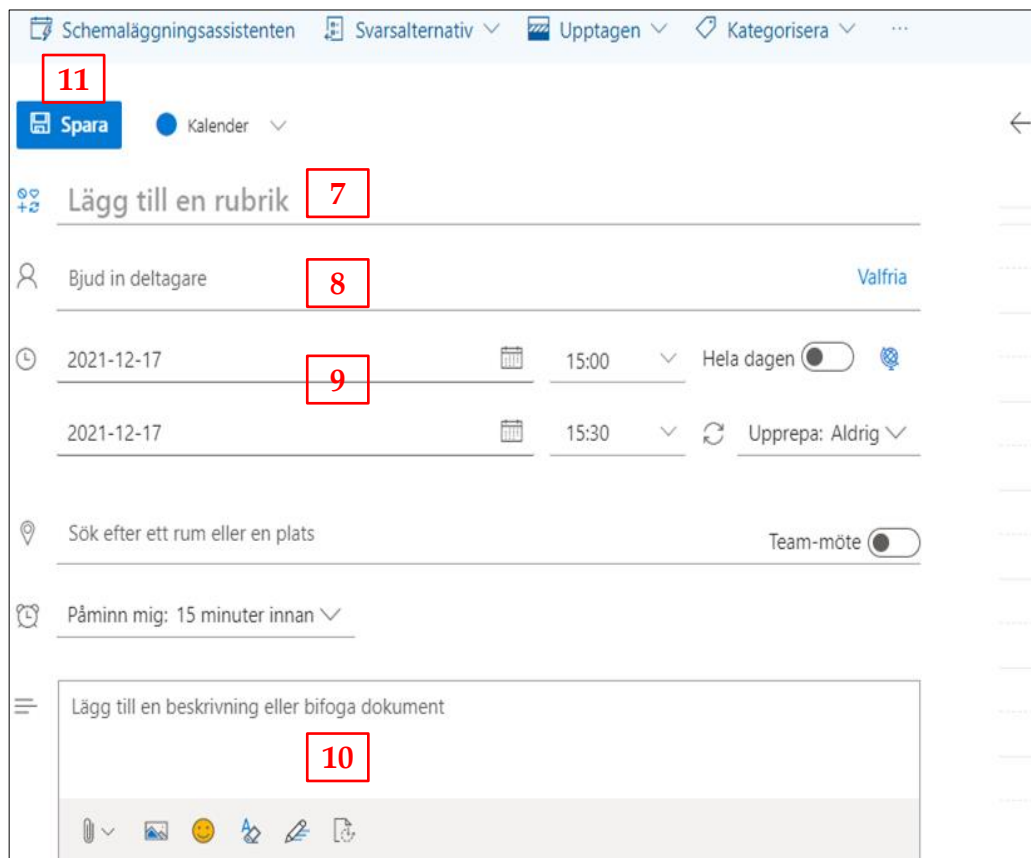 Schemaläggningsassistenten Svarsalternativ Upptagen Kategorisera ...
11
Spara Kalender
Lägg till en rubrik 7
Bjud in deltagare 8 Valfria
2021-12-17 15:00 Hela dagen
9
2021-12-17 15:30 Upprepa: Aldrig
Sök efter ett rum eller en plats Team-möte
Påminn mig: 15 minuter innan
Lägg till en beskrivning eller bifoga dokument
10